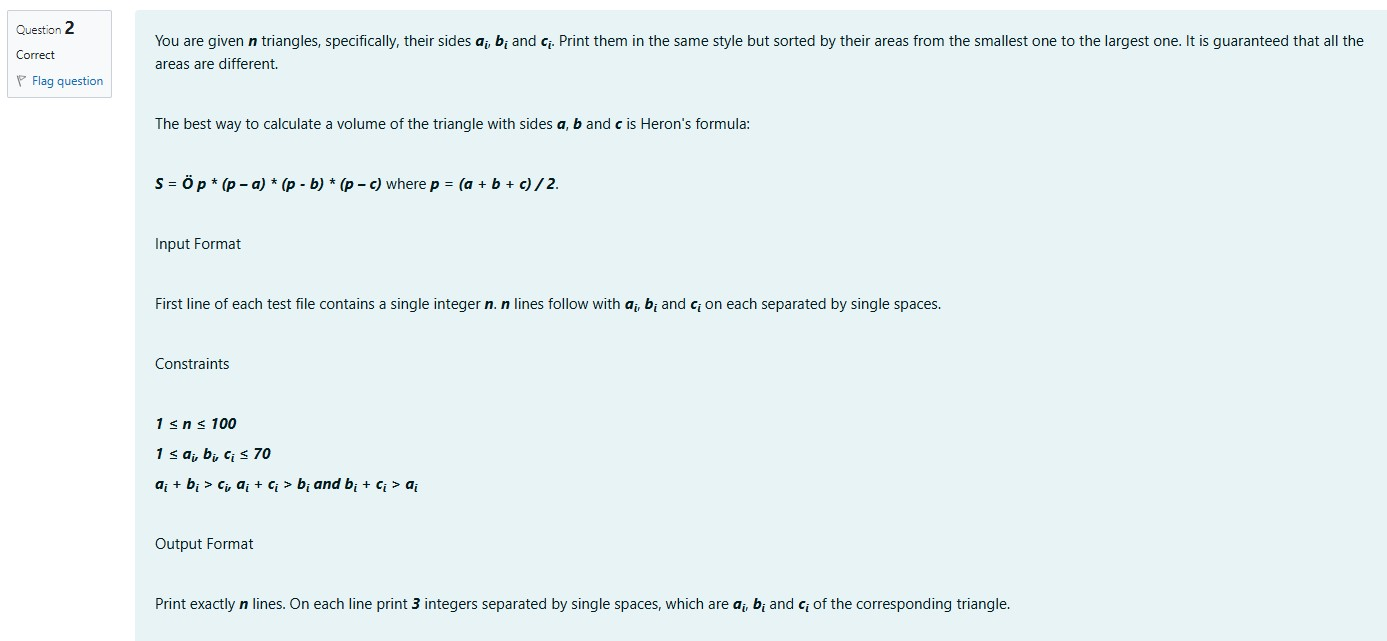 Question 2
Correct
Flag question
You are given n triangles, specifically, their sides ai, bi and ci. Print them in the same style but sorted by their areas from the smallest one to the largest one. It is guaranteed that all the
areas are different.
The best way to calculate a volume of the triangle with sides a, b and c is Heron's formula:
S = Ö p * (p – a) * (p - b) * (p – c) where p = (a + b + c) / 2.
Input Format
First line of each test file contains a single integer n. n lines follow with ai, bi and ci on each separated by single spaces.
Constraints
1 ≤ n ≤ 100
1 ≤ ai, bi, ci ≤ 70
ai + bi > ci, ai + ci > bi and bi + ci > ai
Output Format
Print exactly n lines. On each line print 3 integers separated by single spaces, which are ai, bi and ci of the corresponding triangle.